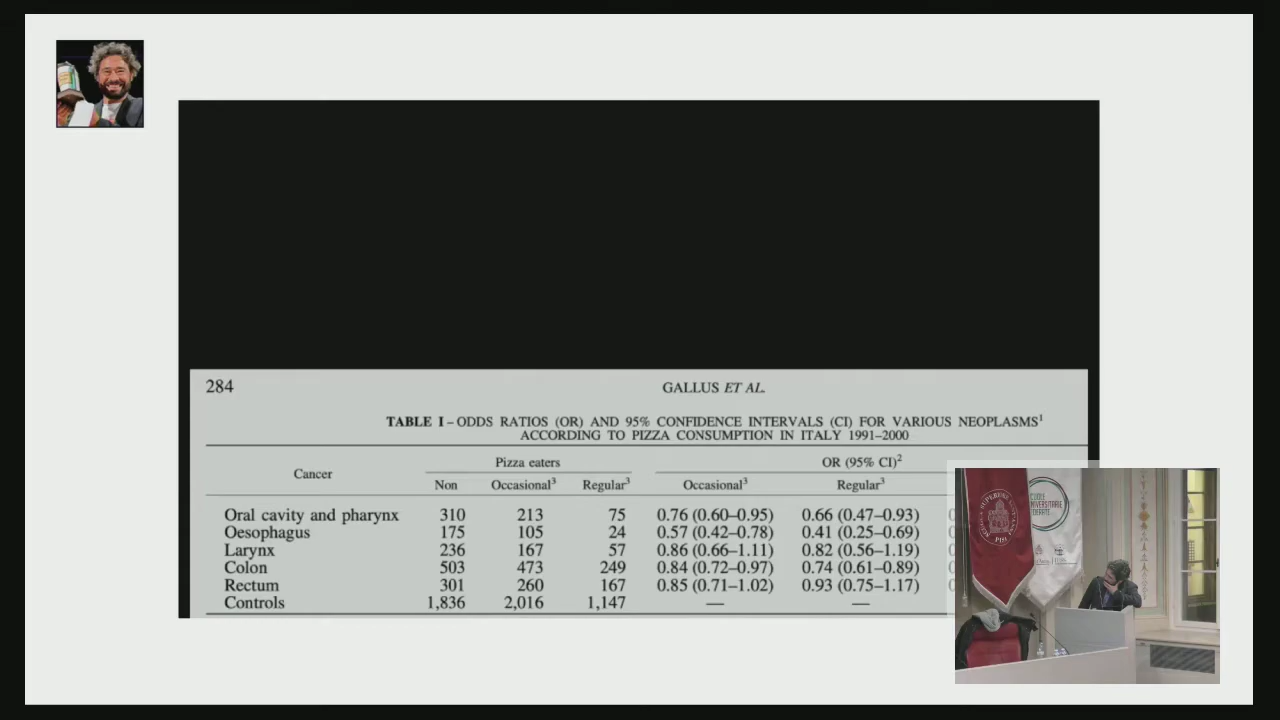 284
GALLUS ET AL.
TABLE I – ODDS RATIOS (OR) AND 95% CONFIDENCE INTERVALS (CI) FOR VARIOUS NEOPLASMS1
ACCORDING TO PIZZA CONSUMPTION IN ITALY 1991–2000
Cancer Pizza eaters OR (95% CI)2
Non Occasional3 Regular3 Occasional3 Regular3
Oral cavity and pharynx 310 213 75 0.76 (0.60–0.95) 0.66 (0.47–0.93)
Oesophagus 175 105 24 0.57 (0.42–0.78) 0.41 (0.25–0.69)
Larynx 236 167 57 0.86 (0.66–1.11) 0.82 (0.56–1.19)
Colon 503 473 249 0.84 (0.72–0.97) 0.74 (0.61–0.89)
Rectum 301 260 167 0.85 (0.71–1.02) 0.93 (0.75–1.17)
Controls 1,836 2,016 1,147 — —
PISA